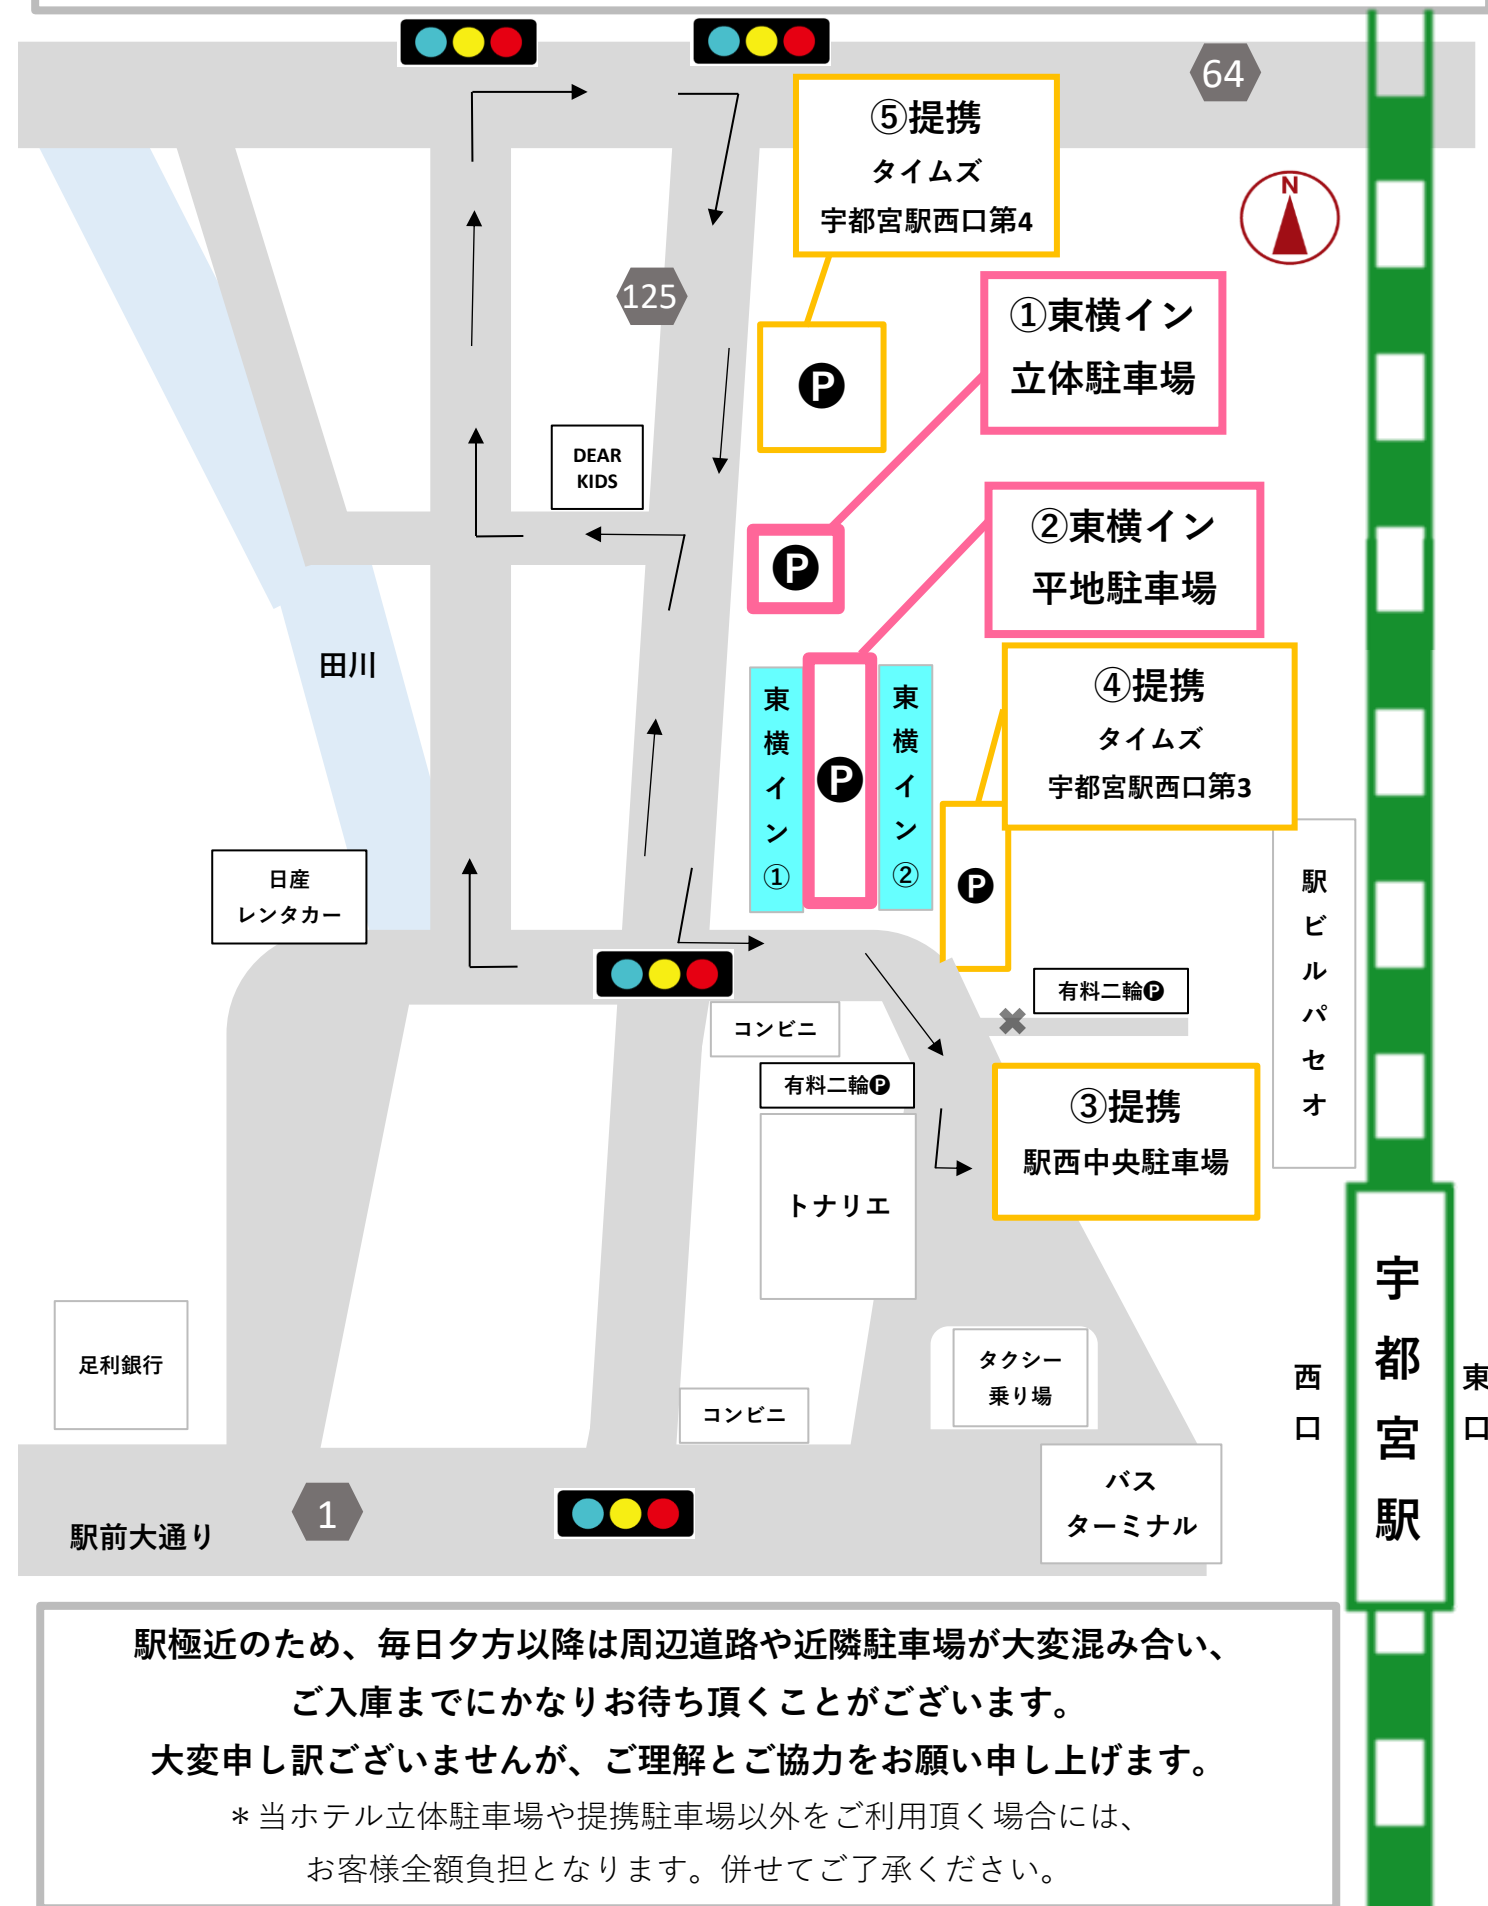 64
⑤提携
タイムズ
宇都宮駅西口第4
N
125
①東横イン
立体駐車場
P
DEAR
KIDS
②東横イン
平地駐車場
P
田川
東横イン①
P
東横イン②
④提携
タイムズ
宇都宮駅西口第3
P
日産
レンタカー
駅ビルパセオ
有料二輪P
コンビニ
有料二輪P
③提携
駅西中央駐車場
トナリエ
足利銀行
タクシー
乗り場
コンビニ
西口
宇都宮駅
東口
バス
ターミナル
1
駅前大通り
駅極近のため、毎日夕方以降は周辺道路や近隣駐車場が大変混み合い、
ご入庫までにかなりお待ち頂くことがございます。
大変申し訳ございませんが、ご理解とご協力をお願い申し上げます。
＊当ホテル立体駐車場や提携駐車場以外をご利用頂く場合には、
お客様全額負担となります。併せてご了承ください。